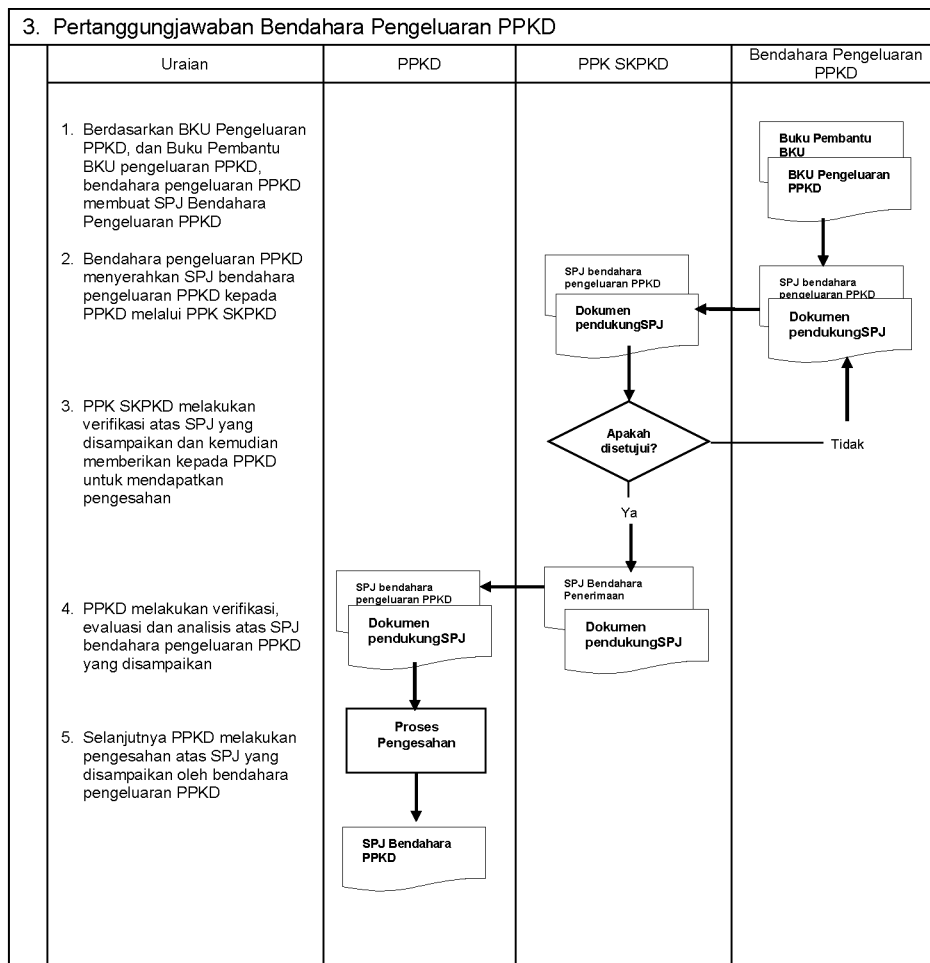 3. Pertanggungjawaban Bendahara Pengeluaran PPKD
Uraian
PPKD
PPK SKPKD
Bendahara Pengeluaran
PPKD
1. Berdasarkan BKU Pengeluaran
PPKD, dan Buku Pembantu
BKU pengeluaran PPKD,
bendahara pengeluaran PPKD
membuat SPJ Bendahara
Pengeluaran PPKD
2. Bendahara pengeluaran PPKD
menyerahkan SPJ bendahara
pengeluaran PPKD kepada
PPKD melalui PPK SKPKD
3. PPK SKPKD melakukan
verifikasi atas SPJ yang
disampaikan dan kemudian
memberikan kepada PPKD
untuk mendapatkan
pengesahan
4. PPKD melakukan verifikasi,
evaluasi dan analisis atas SPJ
bendahara pengeluaran PPKD
yang disampaikan
5. Selanjutnya PPKD melakukan
pengesahan atas SPJ yang
disampaikan oleh bendahara
pengeluaran PPKD
Buku Pembantu
BKU
BKU Pengeluaran
PPKD
SPJ bendahara
pengeluaran PPKD
Dokumen
pendukungSPJ
SPJ bendahara
pengeluaran PPKD
Dokumen
pendukungSPJ
Apakah
disetujui?
Tidak
Ya
SPJ Bendahara
Penerimaan
Dokumen
pendukungSPJ
SPJ bendahara
pengeluaran PPKD
Dokumen
pendukungSPJ
Proses
Pengesahan
SPJ Bendahara
PPKD